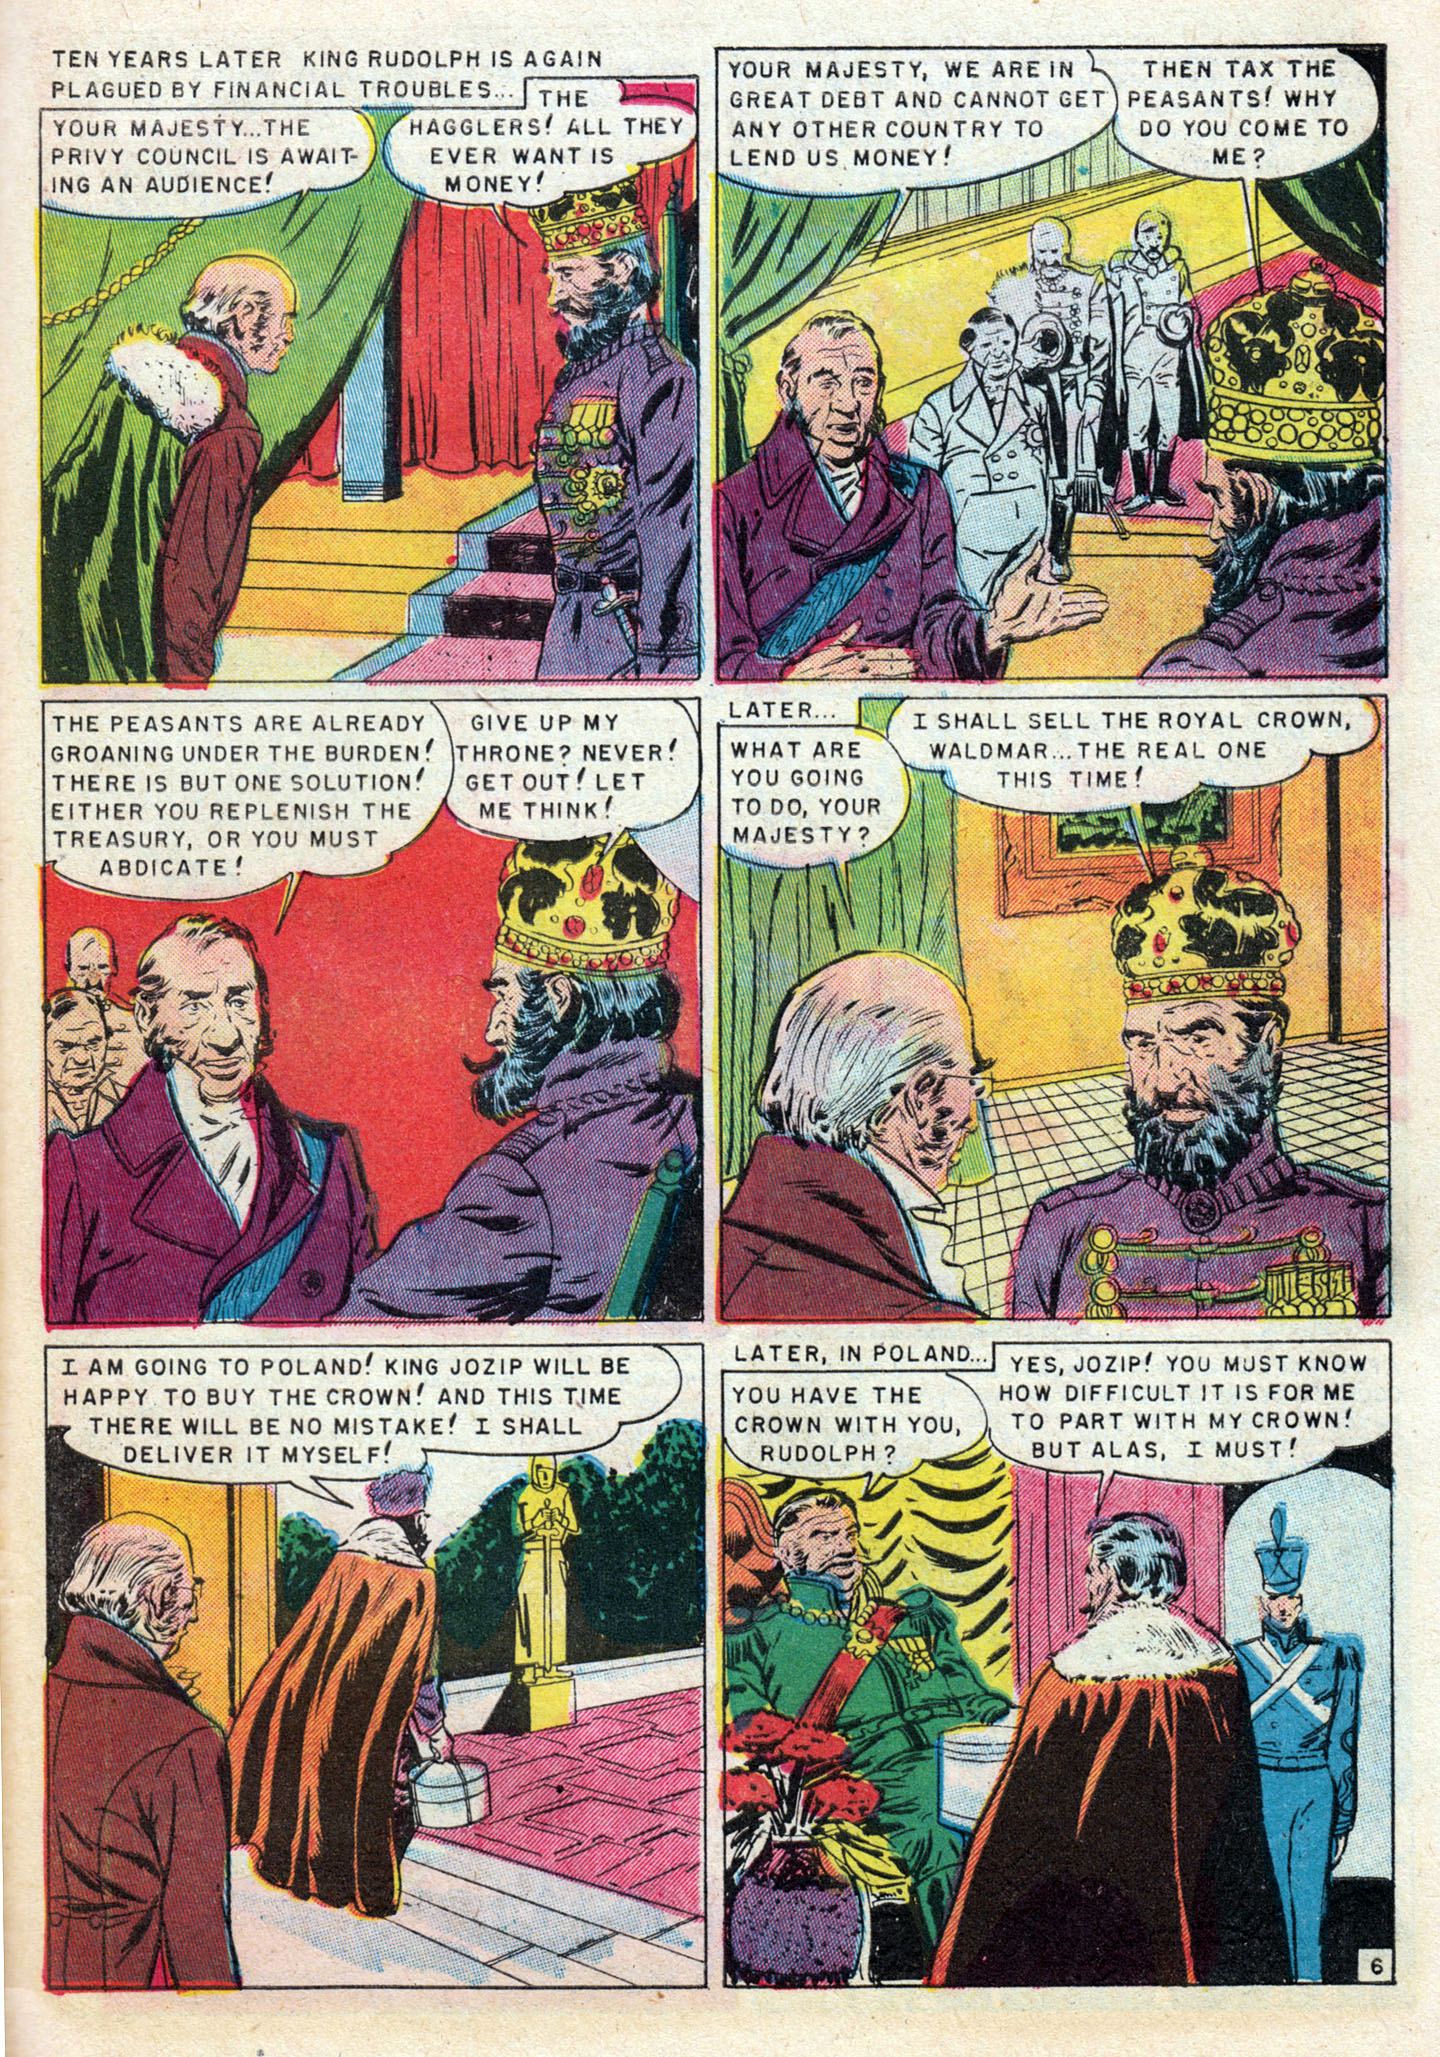 TEN YEARS LATER KING RUDOLPH IS AGAIN
PLAGUED BY FINANCIAL TROUBLES...
YOUR MAJESTY...THE
PRIVY COUNCIL IS AWAIT-
ING AN AUDIENCE!
THE
HAGGLERS! ALL THEY
EVER WANT IS
MONEY!
YOUR MAJESTY, WE ARE IN
GREAT DEBT AND CANNOT GET
ANY OTHER COUNTRY TO
LEND US MONEY!
THEN TAX THE
PEASANTS! WHY
DO YOU COME TO
ME?
THE PEASANTS ARE ALREADY
GROANING UNDER THE BURDEN!
THERE IS BUT ONE SOLUTION!
EITHER YOU REPLENISH THE
TREASURY, OR YOU MUST
ABDICATE!
GIVE UP MY
THRONE? NEVER!
GET OUT! LET
ME THINK!
LATER...
WHAT ARE
YOU GOING
TO DO, YOUR
MAJESTY?
I SHALL SELL THE ROYAL CROWN,
WALDMAR...THE REAL ONE
THIS TIME!
I AM GOING TO POLAND! KING JOZIP WILL BE
HAPPY TO BUY THE CROWN! AND THIS TIME
THERE WILL BE NO MISTAKE! I SHALL
DELIVER IT MYSELF!
LATER, IN POLAND...
YOU HAVE THE
CROWN WITH YOU,
RUDOLPH?
YES, JOZIP! YOU MUST KNOW
HOW DIFFICULT IT IS FOR ME
TO PART WITH MY CROWN!
BUT ALAS, I MUST!
6